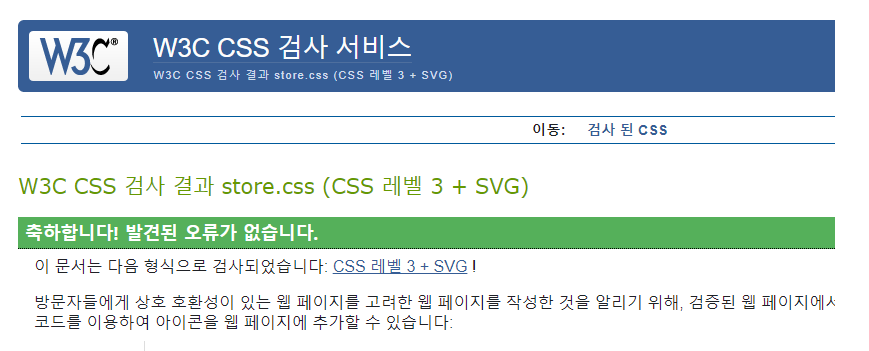 W3C®
W3C CSS 검사 서비스
W3C CSS 검사 결과 store.css (CSS 레벨 3 + SVG)
이동: 검사 된 CSS
W3C CSS 검사 결과 store.css (CSS 레벨 3 + SVG)
축하합니다! 발견된 오류가 없습니다.
이 문서는 다음 형식으로 검사되었습니다: CSS 레벨 3 + SVG !
방문자들에게 상호 호환성이 있는 웹 페이지를 고려한 웹 페이지를 작성한 것을 알리기 위해, 검증된 웹 페이지에서
코드를 이용하여 아이콘을 웹 페이지에 추가할 수 있습니다: